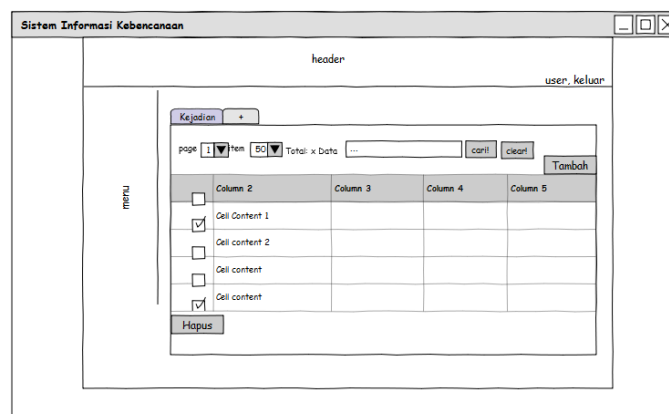 Sistem Informasi Kebencanaan
header
user, keluar
menu
Kejadian +
page 1 item 50 Total: x Data ... cari! clear!
Tambah
Column 2 Column 3 Column 4 Column 5
Cell Content 1
Cell content 2
Cell content
Cell content
Hapus